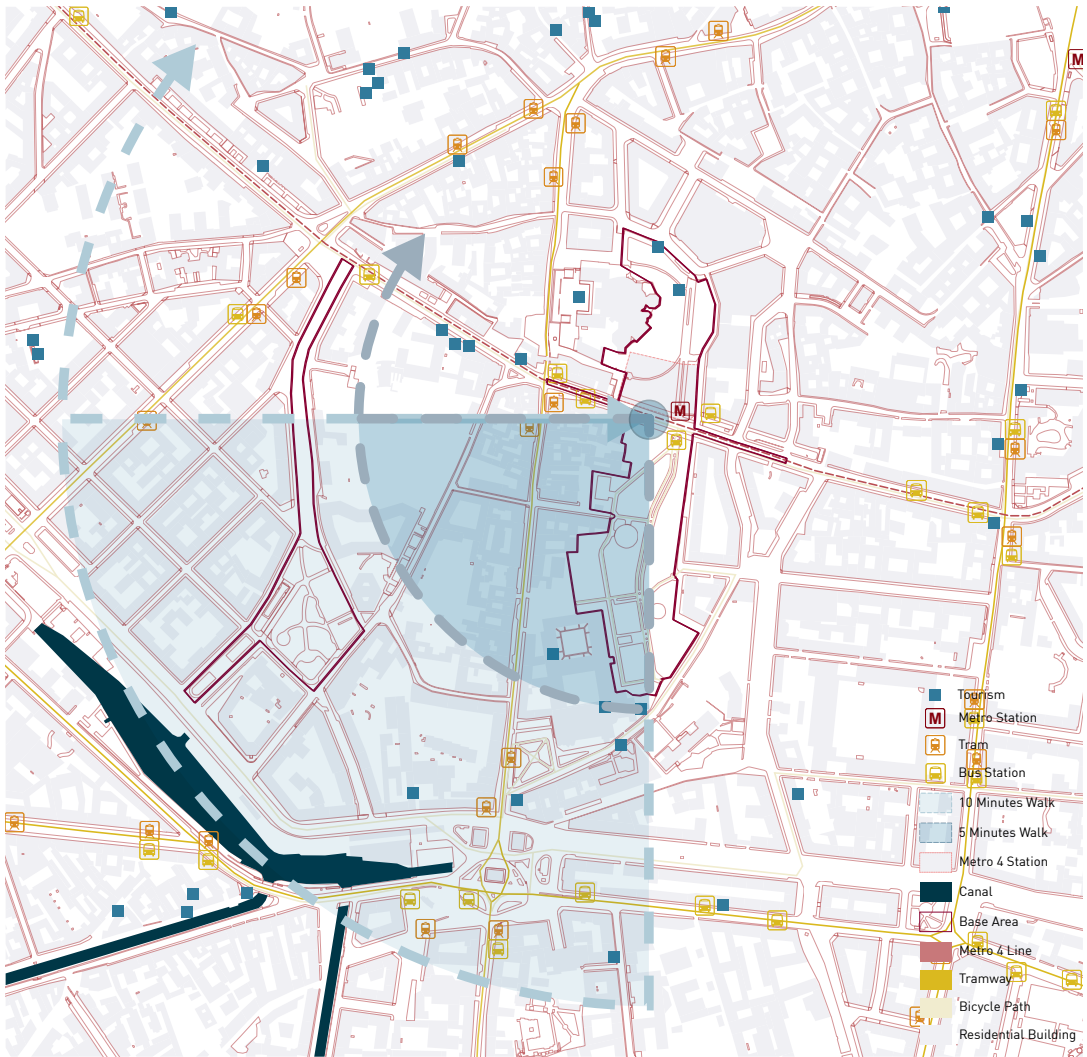 M
M
Tourism
M Metro Station
Tram
Bus Station
10 Minutes Walk
5 Minutes Walk
Metro 4 Station
Canal
Base Area
Metro 4 Line
Tramway
Bicycle Path
Residential Building